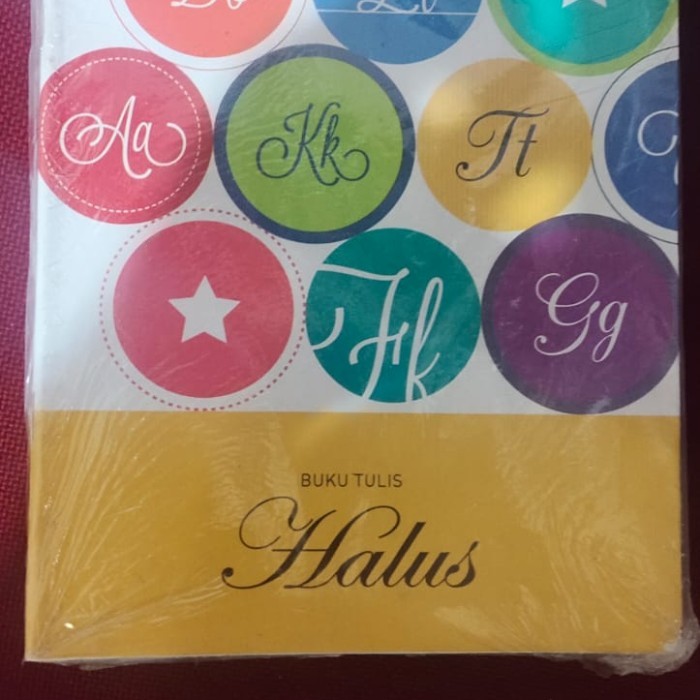 Aa Kk Tt
Ff Gg
BUKU TULIS
Halus